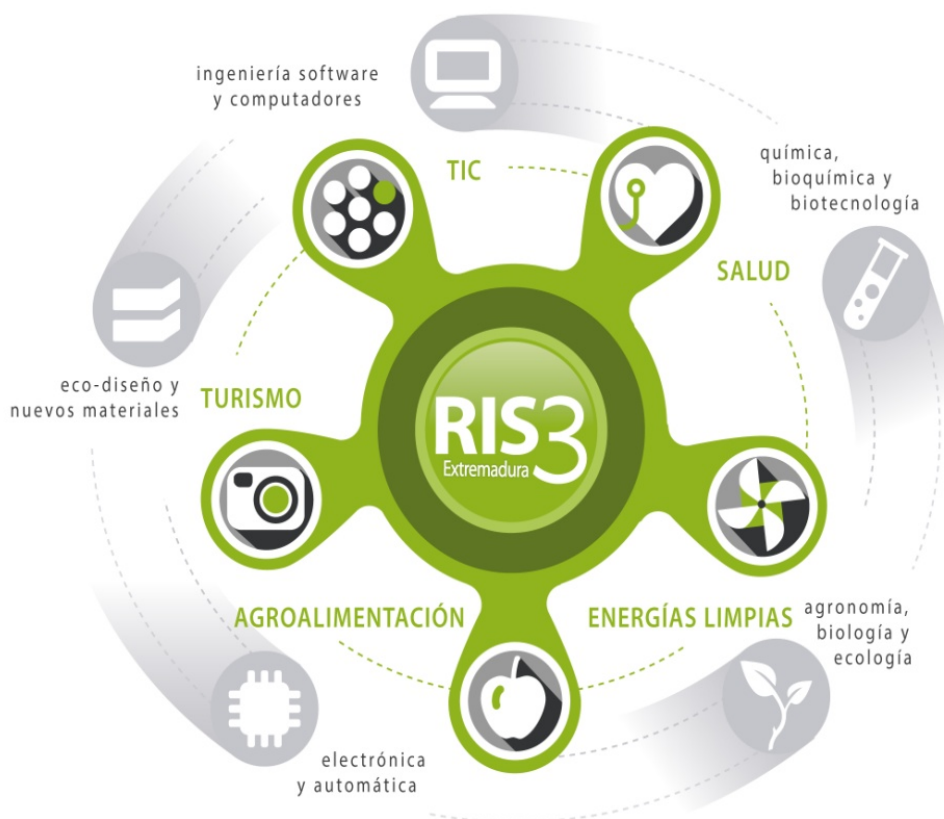 ingeniería software
y computadores
TIC
química,
bioquímica y
biotecnología
SALUD
eco-diseño y
nuevos materiales
TURISMO
RIS3
Extremadura
AGROALIMENTACIÓN
ENERGÍAS LIMPIAS
agronomía,
biología y
ecología
electrónica
y automática